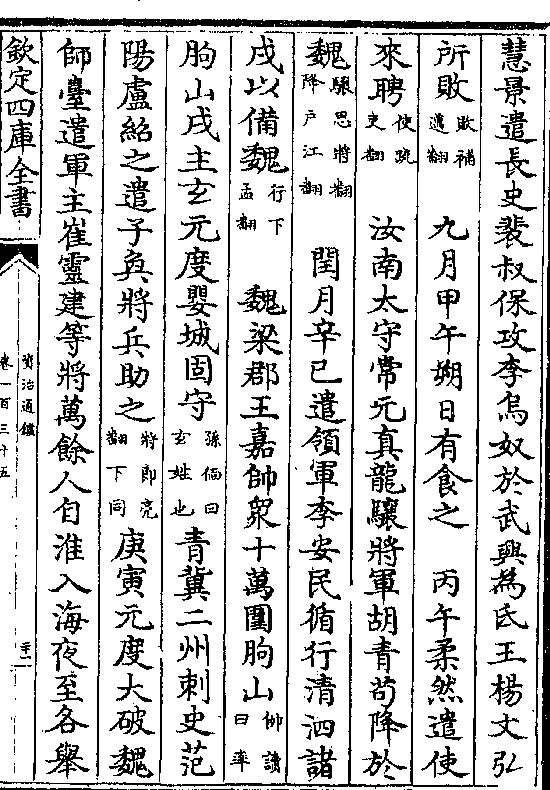 慧景遣長史裴叔保攻李烏奴於武興為氐王楊文弘
所敗敗補邁翻九月甲午朔日有食之丙午柔然遣使
來聘使疏吏翻汝南太守常元真龍驤將軍胡青苟降於
魏驤思將翻降戶江翻閏月辛巳遣領軍李安民循行清泗諸
戍以備魏行下孟翻魏梁郡王嘉帥衆十萬圍朐山帥讀曰率
朐山戍主玄元度嬰城固守孫愐曰玄姓也青冀二州刺史范
陽盧紹之遣子奐將兵助之將即亮翻下同庚寅元度大破魏
師臺遣軍主崔靈建等將萬餘人自淮入海夜至各舉
欽定四庫全書
資治通鑑
卷一百三十五